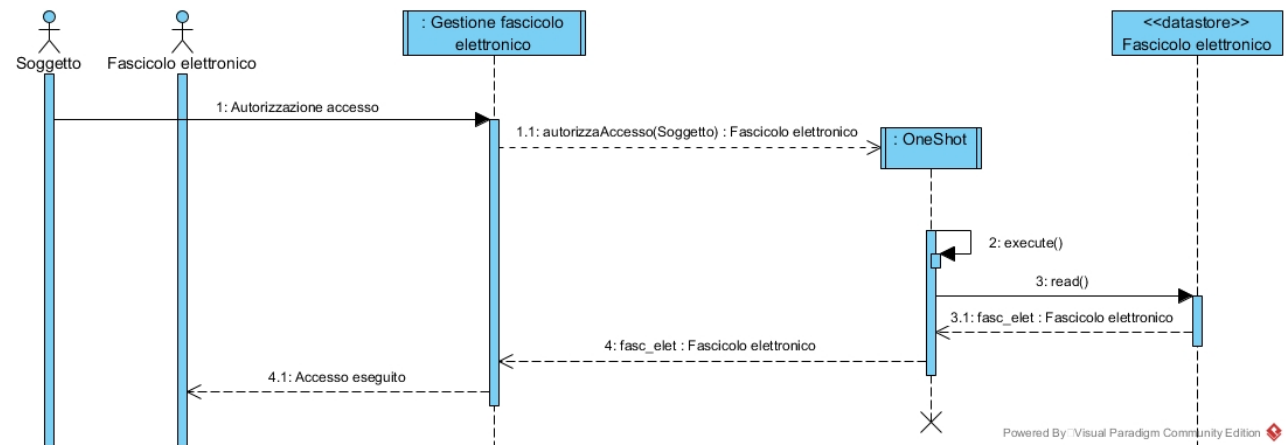 : Gestione fascicolo
elettronico
<<datastore>>
Fascicolo elettronico
Soggetto
Fascicolo elettronico
1: Autorizzazione accesso
1.1: autorizzaAccesso(Soggetto) : Fascicolo elettronico
: OneShot
2: execute()
3: read()
3.1: fasc_elet : Fascicolo elettronico
4: fasc_elet : Fascicolo elettronico
4.1: Accesso eseguito
Powered By Visual Paradigm Community Edition